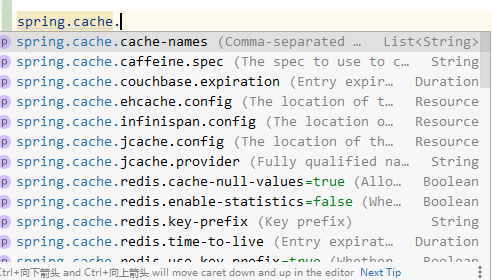 spring.cache.
p spring.cache.cache-names (Comma-separated … List<String>
p spring.cache.caffeine.spec (The spec to use to c… String
p spring.cache.couchbase.expiration (Entry expir… Duration
p spring.cache.ehcache.config (The location of t… Resource
p spring.cache.infinispan.config (The location o… Resource
p spring.cache.jcache.config (The location of th… Resource
p spring.cache.jcache.provider (Fully qualified na… String
p spring.cache.redis.cache-null-values=true (Allo… Boolean
p spring.cache.redis.enable-statistics=false (Whe… Boolean
p spring.cache.redis.key-prefix (Key prefix) String
p spring.cache.redis.time-to-live (Entry expirat… Duration
p spring.cache.redis.use-key-prefix=true (Whether … Boolean
Ctrl+向下箭头 and Ctrl+向上箭头 will move caret down and up in the editor Next Tip